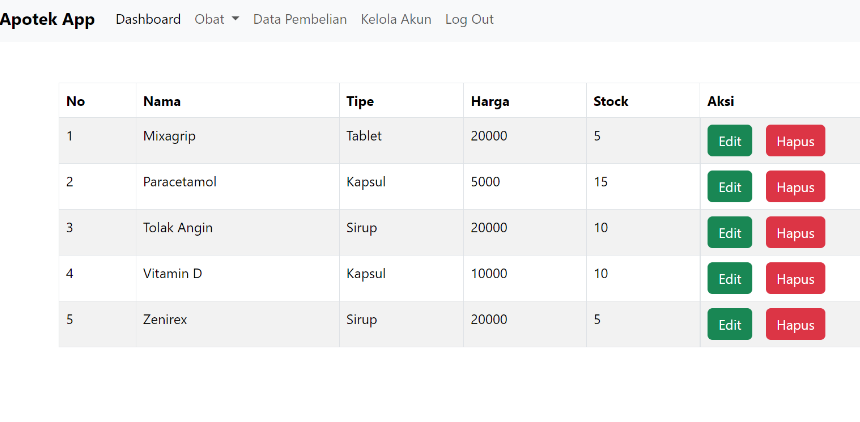 Apotek App Dashboard Obat Data Pembelian Kelola Akun Log Out
No Nama Tipe Harga Stock Aksi
1 Mixagrip Tablet 20000 5 Edit Hapus
2 Paracetamol Kapsul 5000 15 Edit Hapus
3 Tolak Angin Sirup 20000 10 Edit Hapus
4 Vitamin D Kapsul 10000 10 Edit Hapus
5 Zenirex Sirup 20000 5 Edit Hapus